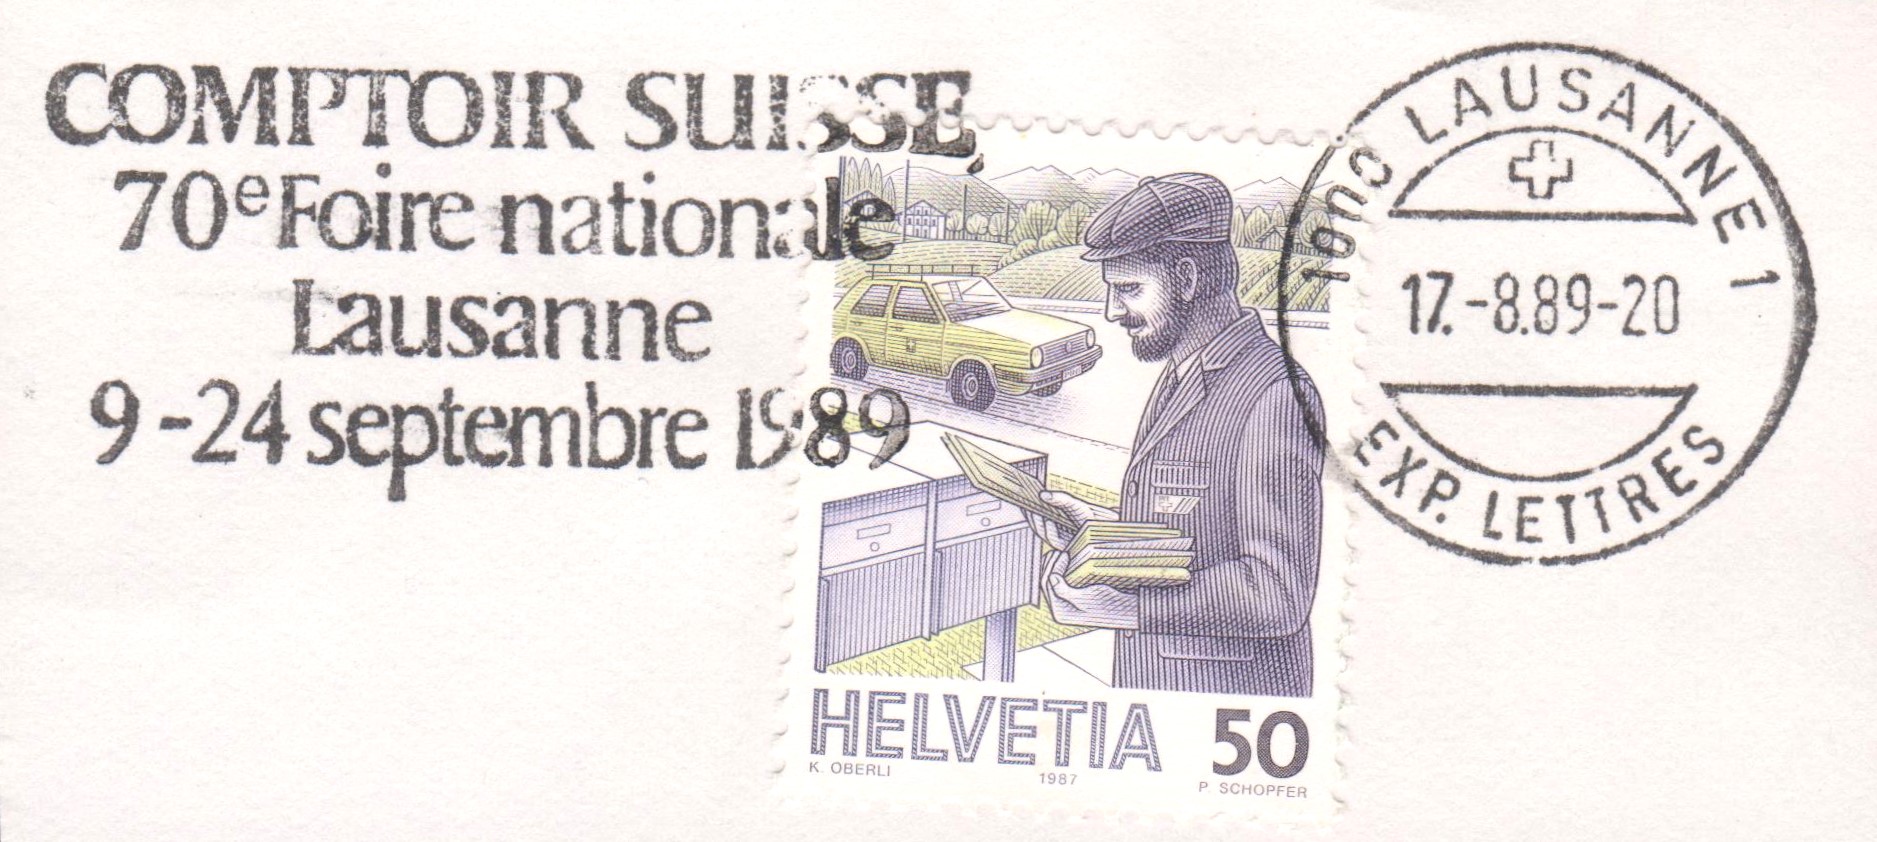 COMPTOIR SUISSE,
70e Foire nationale
Lausanne
9-24 septembre 1989
1000 LAUSANNE 1
17.-8.89-20
EXP. LETTRES
HELVETIA 50
K. OBERLI 1987 P. SCHOPFER